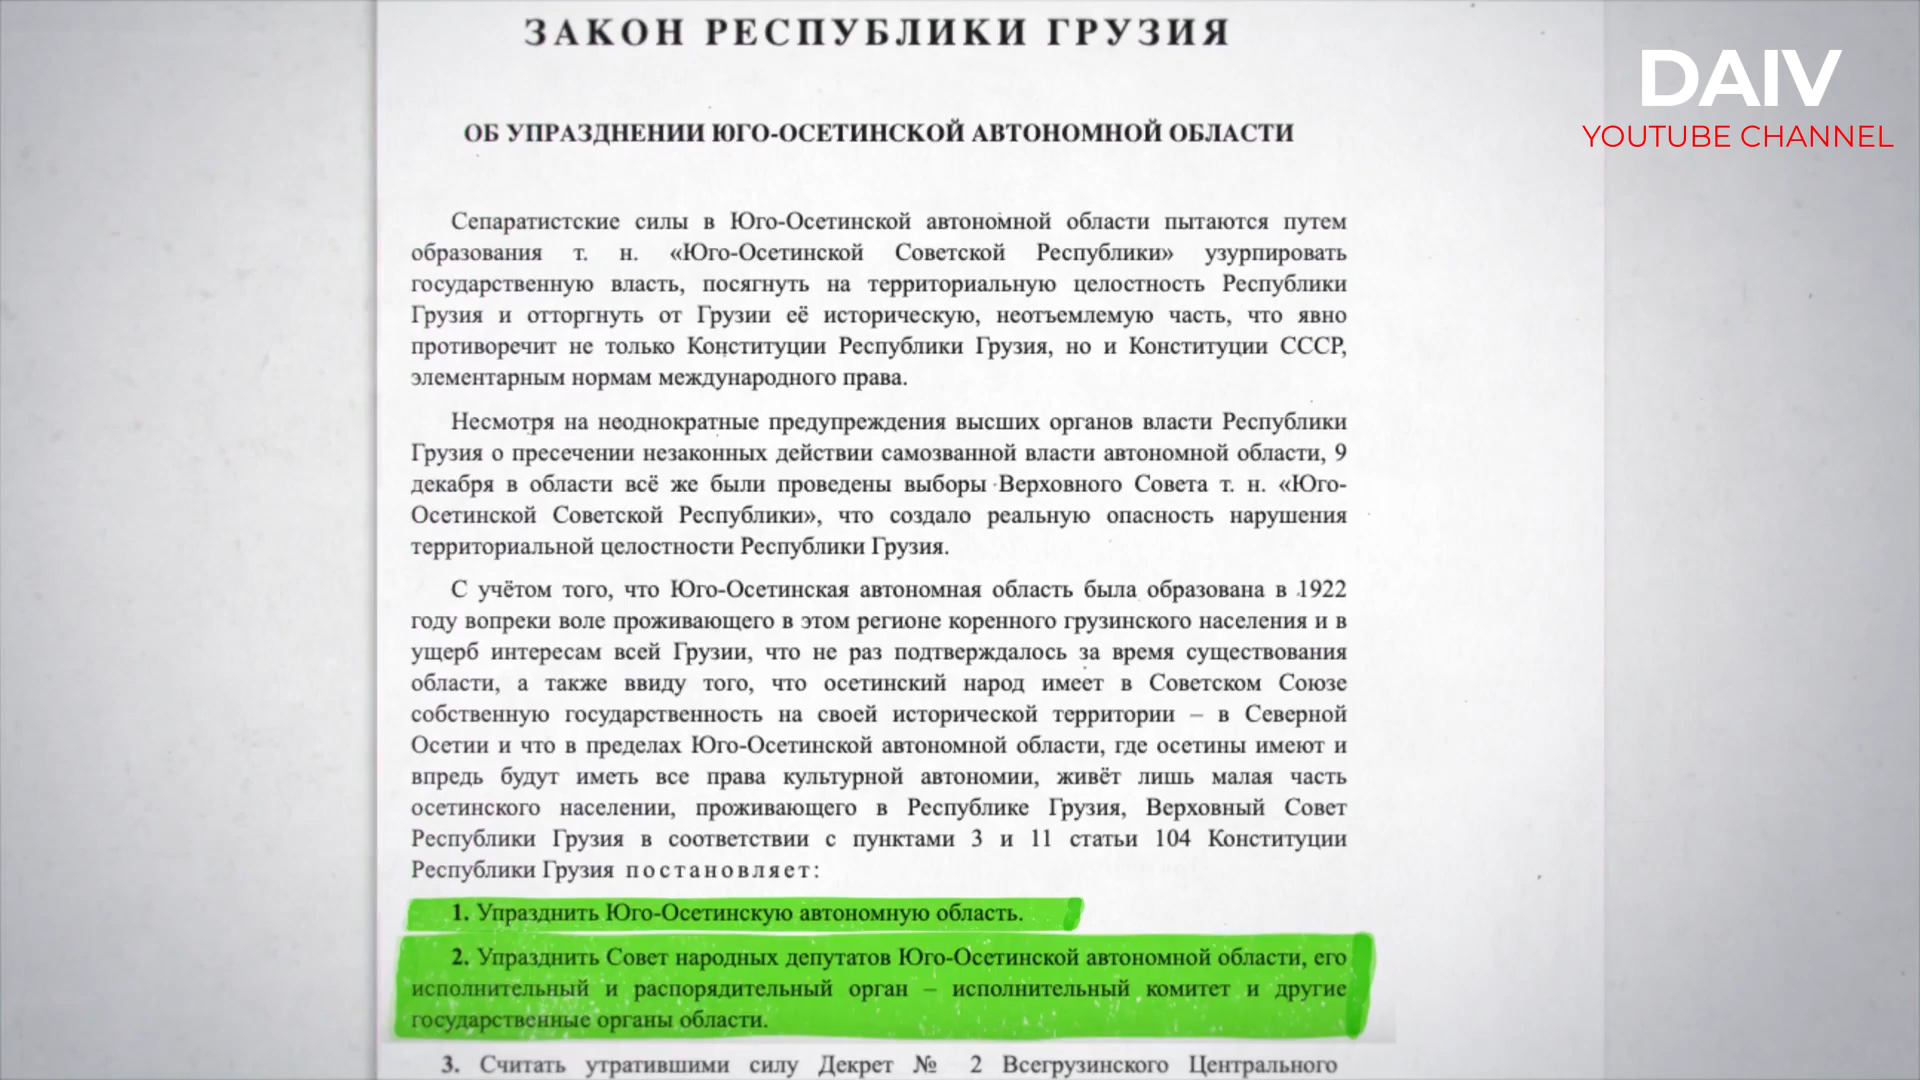 ЗАКОН РЕСПУБЛИКИ ГРУЗИЯ
DAIV
YOUTUBE CHANNEL
ОБ УПРАЗДНЕНИИ ЮГО-ОСЕТИНСКОЙ АВТОНОМНОЙ ОБЛАСТИ
Сепаратистские силы в Юго-Осетинской автономной области пытаются путем
образования т. н. «Юго-Осетинской Советской Республики» узурпировать
государственную власть, посягнуть на территориальную целостность Республики
Грузия и отторгнуть от Грузии её историческую, неотъемлемую часть, что явно
противоречит не только Конституции Республики Грузия, но и Конституции СССР,
элементарным нормам международного права.
Несмотря на неоднократные предупреждения высших органов власти Республики
Грузия о пресечении незаконных действии самозванной власти автономной области, 9
декабря в области всё же были проведены выборы Верховного Совета т. н. «Юго-
Осетинской Советской Республики», что создало реальную опасность нарушения
территориальной целостности Республики Грузия.
С учётом того, что Юго-Осетинская автономная область была образована в 1922
году вопреки воле проживающего в этом регионе коренного грузинского населения и в
ущерб интересам всей Грузии, что не раз подтверждалось за время существования
области, а также ввиду того, что осетинский народ имеет в Советском Союзе
собственную государственность на своей исторической территории – в Северной
Осетии и что в пределах Юго-Осетинской автономной области, где осетины имеют и
впредь будут иметь все права культурной автономии, живёт лишь малая часть
осетинского населении, проживающего в Республике Грузия, Верховный Совет
Республики Грузия в соответствии с пунктами 3 и 11 статьи 104 Конституции
Республики Грузия постановляет:
1. Упразднить Юго-Осетинскую автономную область.
2. Упразднить Совет народных депутатов Юго-Осетинской автономной области, его
исполнительный и распорядительный орган – исполнительный комитет и другие
государственные органы области.
3. Считать утратившими силу Декрет № 2 Всегрузинского Центрального